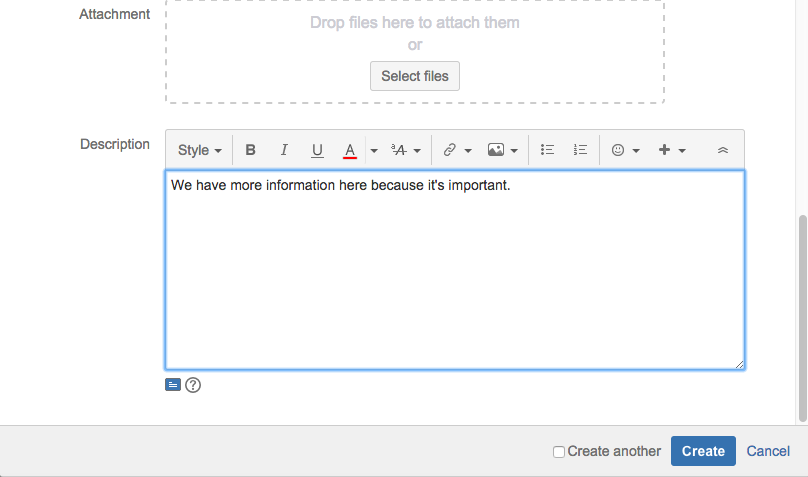 Attachment
Drop files here to attach them
or
Select files
Description
Style B I U A ªA
We have more information here because it's important.
?
Create another Create Cancel